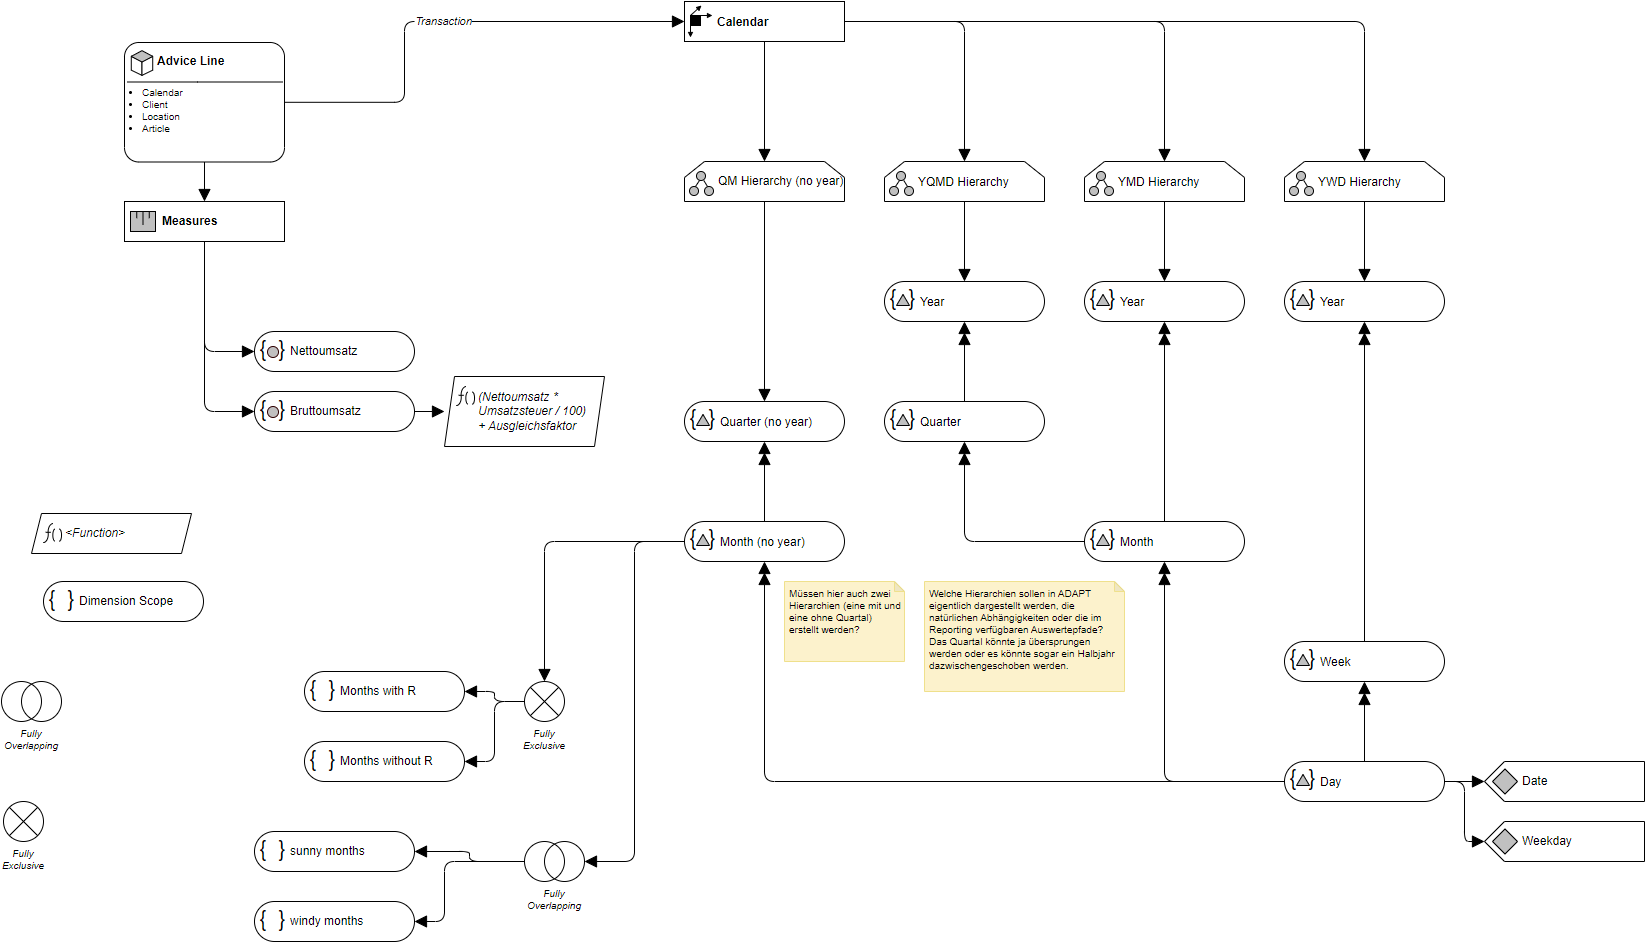 Transaction
Calendar
Advice Line
• Calendar
• Client
• Location
• Article
QM Hierarchy (no year)
YQMD Hierarchy
YMD Hierarchy
YWD Hierarchy
Measures
{ } Year
{ } Year
{ } Year
{ } Nettoumsatz
{ } Bruttoumsatz
f() (Nettoumsatz *
Umsatzsteuer / 100)
+ Ausgleichsfaktor
{ } Quarter (no year)
{ } Quarter
f() <Function>
{ } Month (no year)
{ } Month
{ } Dimension Scope
Müssen hier auch zwei
Hierarchien (eine mit und
eine ohne Quartal)
erstellt werden?
Welche Hierarchien sollen in ADAPT
eigentlich dargestellt werden, die
natürlichen Abhängigkeiten oder die im
Reporting verfügbaren Auswertepfade?
Das Quartal könnte ja übersprungen
werden oder es könnte sogar ein Halbjahr
dazwischengeschoben werden.
{ } Week
{ } Months with R
Fully
Overlapping
Fully
Exclusive
{ } Months without R
{ } Day
Date
Weekday
Fully
Exclusive
{ } sunny months
Fully
Overlapping
{ } windy months